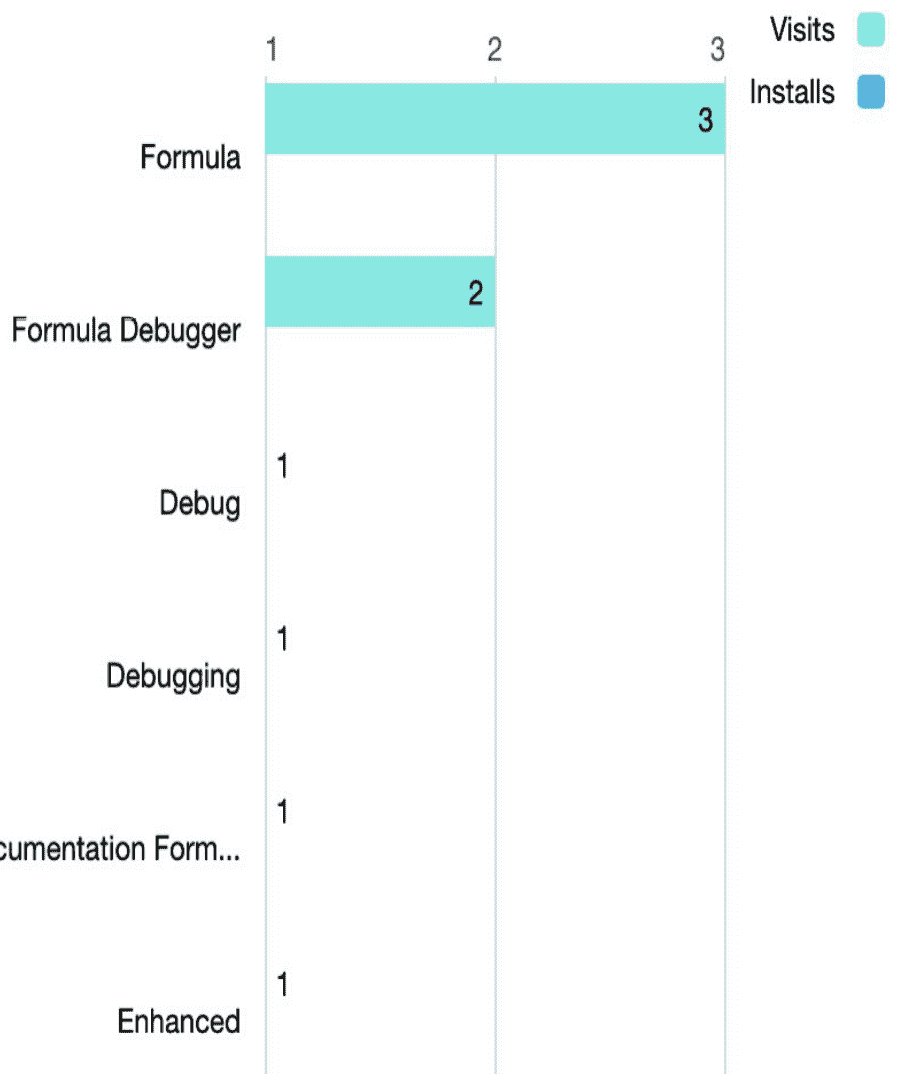 Visits
Installs
1 2 3
Formula 3
Formula Debugger 2
Debug 1
Debugging 1
cumentation Form... 1
Enhanced 1